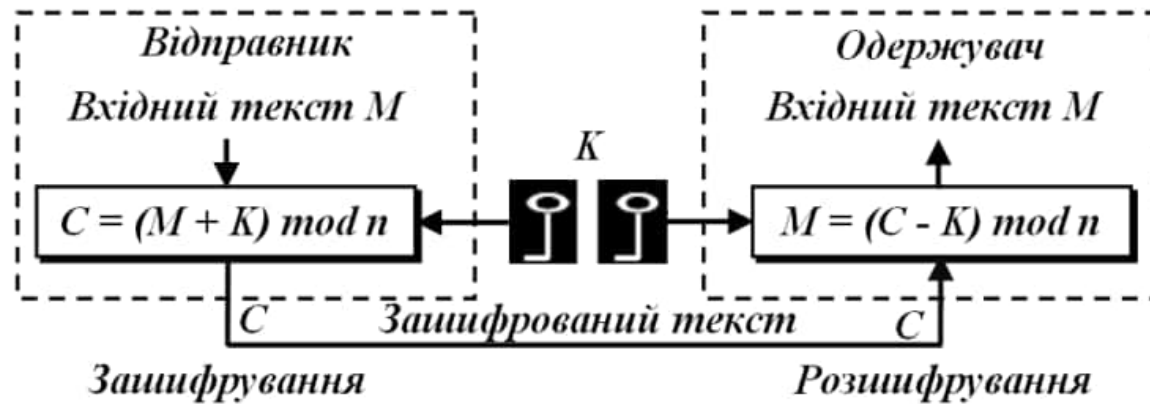 Відправник
Вхідний текст M
C = (M + K) mod n
K
Одержувач
Вхідний текст M
M = (C - K) mod n
C
Зашифрований текст
C
Зашифрування
Розшифрування